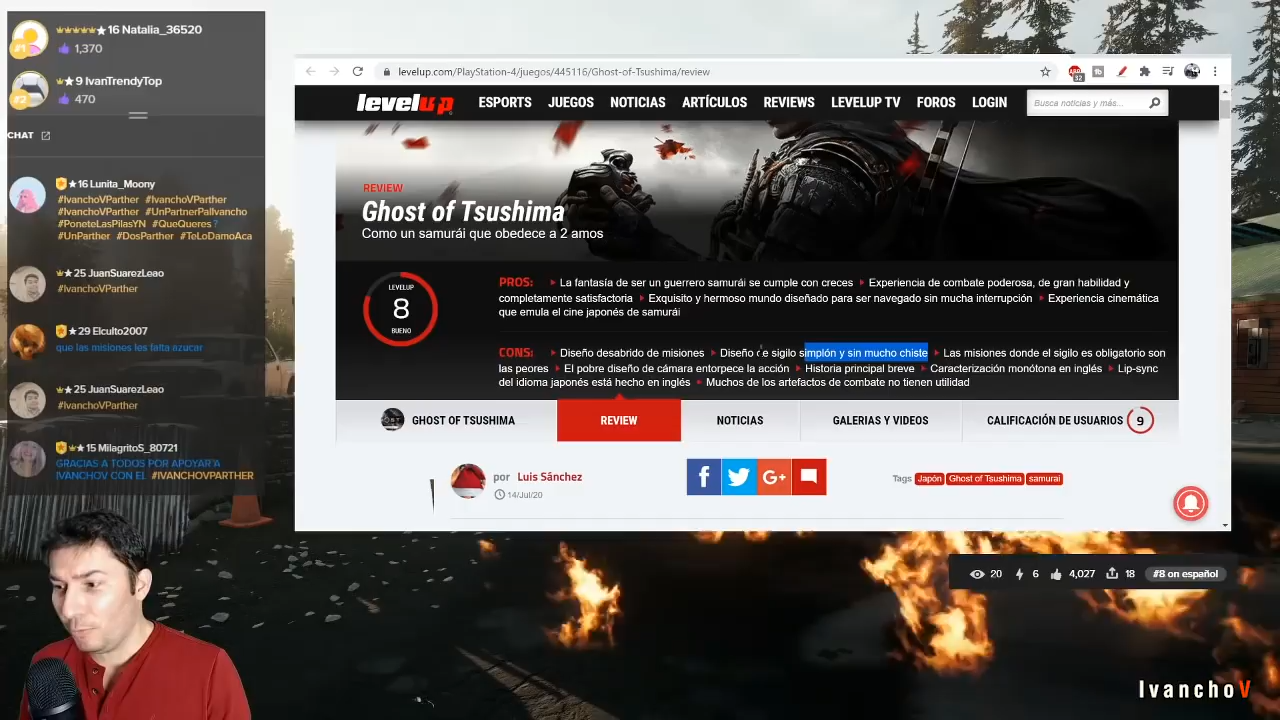 16 Natalia_36520
#1
1,370
9 IvanTrendyTop
#2
470
CHAT
16 Lunita_Moony
#IvanchoVParther #IvanchoVParther
#IvanchoVParther #UnPartnerPalIvancho
#PoneteLasPilasYN #QueQueres?
#UnParther #DosParther #TeLoDamoAca
25 JuanSuarezLeao
#IvanchoVParther
29 Elculto2007
que las misiones les falta azucar
25 JuanSuarezLeao
#IvanchoVParther
15 MilagritoS_80721
GRACIAS A TODOS POR APOYAR A
IVANCHOV CON EL #IVANCHOVPARTHER
levelup.com/PlayStation-4/juegos/445116/Ghost-of-Tsushima/review
32
levelup ESPORTS JUEGOS NOTICIAS ARTÍCULOS REVIEWS LEVELUP TV FOROS LOGIN Busca noticias y más...
REVIEW
Ghost of Tsushima
Como un samurái que obedece a 2 amos
LEVELUP
8
BUENO
PROS: La fantasía de ser un guerrero samurái se cumple con creces Experiencia de combate poderosa, de gran habilidad y
completamente satisfactoria Exquisito y hermoso mundo diseñado para ser navegado sin mucha interrupción Experiencia cinemática
que emula el cine japonés de samurái
CONS: Diseño desabrido de misiones Diseño de sigilo simplón y sin mucho chiste Las misiones donde el sigilo es obligatorio son
las peores El pobre diseño de cámara entorpece la acción Historia principal breve Caracterización monótona en inglés Lip-sync
del idioma japonés está hecho en inglés Muchos de los artefactos de combate no tienen utilidad
GHOST OF TSUSHIMA REVIEW NOTICIAS GALERIAS Y VIDEOS CALIFICACIÓN DE USUARIOS 9
por Luis Sánchez
14/Jul/20
f G+
Tags Japón Ghost of Tsushima samurai
20 6 4,027 18 #8 on español
IvanchoV